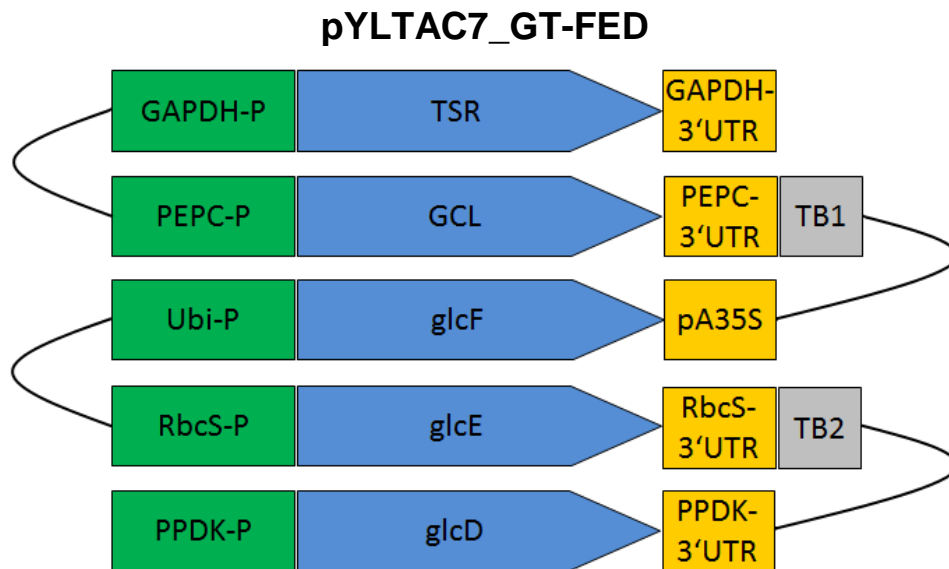 pYLTAC7_GT-FED
GAPDH-P TSR GAPDH-
3‘UTR
PEPC-P GCL PEPC-
3‘UTR TB1
Ubi-P glcF pA35S
RbcS-P glcE RbcS-
3‘UTR TB2
PPDK-P glcD PPDK-
3‘UTR